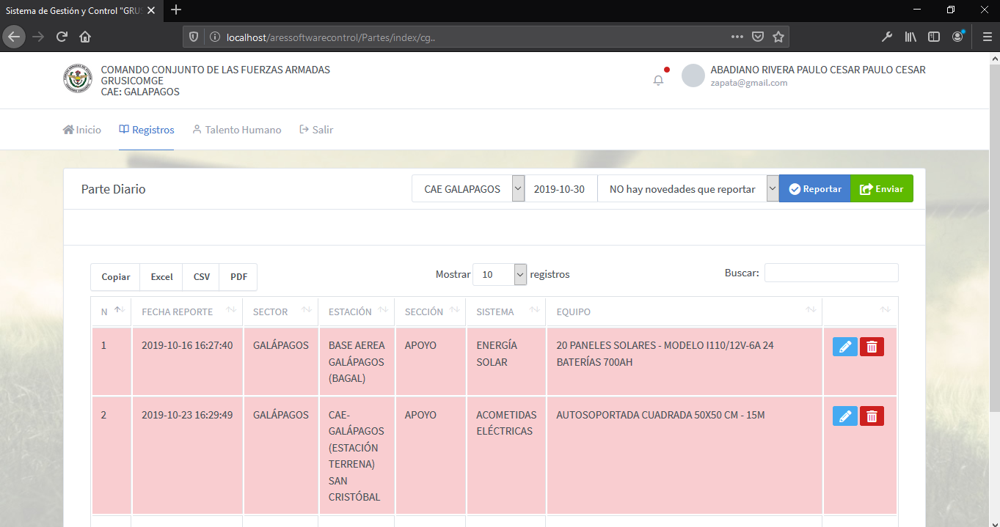 Sistema de Gestión y Control "GRUS
localhost/aressoftwarecontrol/Partes/index/cg..
COMANDO CONJUNTO DE LAS FUERZAS ARMADAS
GRUSICOMGE
CAE: GALAPAGOS
ABADIANO RIVERA PAULO CESAR PAULO CESAR
zapata@gmail.com
Inicio Registros Talento Humano Salir
Parte Diario CAE GALAPAGOS 2019-10-30 NO hay novedades que reportar Reportar Enviar
Copiar Excel CSV PDF Mostrar 10 registros Buscar:
N FECHA REPORTE SECTOR ESTACIÓN SECCIÓN SISTEMA EQUIPO
1 2019-10-16 16:27:40 GALÁPAGOS BASE AEREA APOYO ENERGÍA 20 PANELES SOLARES - MODELO I110/12V-6A 24
GALÁPAGOS SOLAR BATERÍAS 700AH
(BAGAL)
2 2019-10-23 16:29:49 GALÁPAGOS CAE- APOYO ACOMETIDAS AUTOSOPORTADA CUADRADA 50X50 CM - 15M
GALÁPAGOS ELÉCTRICAS
(ESTACIÓN
TERRENA)
SAN
CRISTÓBAL